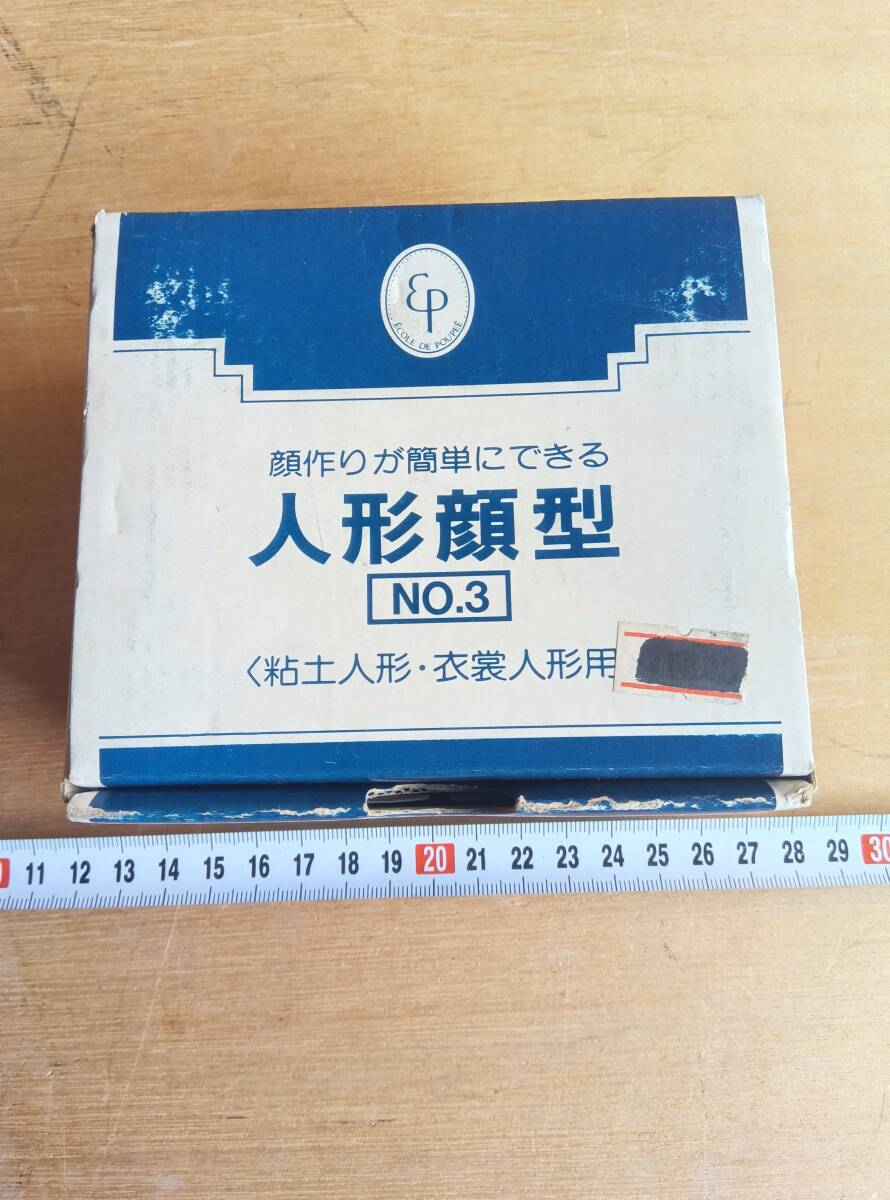 EP
ÉCOLE DE POUPEÉ
顔作りが簡単にできる
人形顔型
NO.3
〈粘土人形・衣裳人形用
11 12 13 14 15 16 17 18 19 20 21 22 23 24 25 26 27 28 29 30